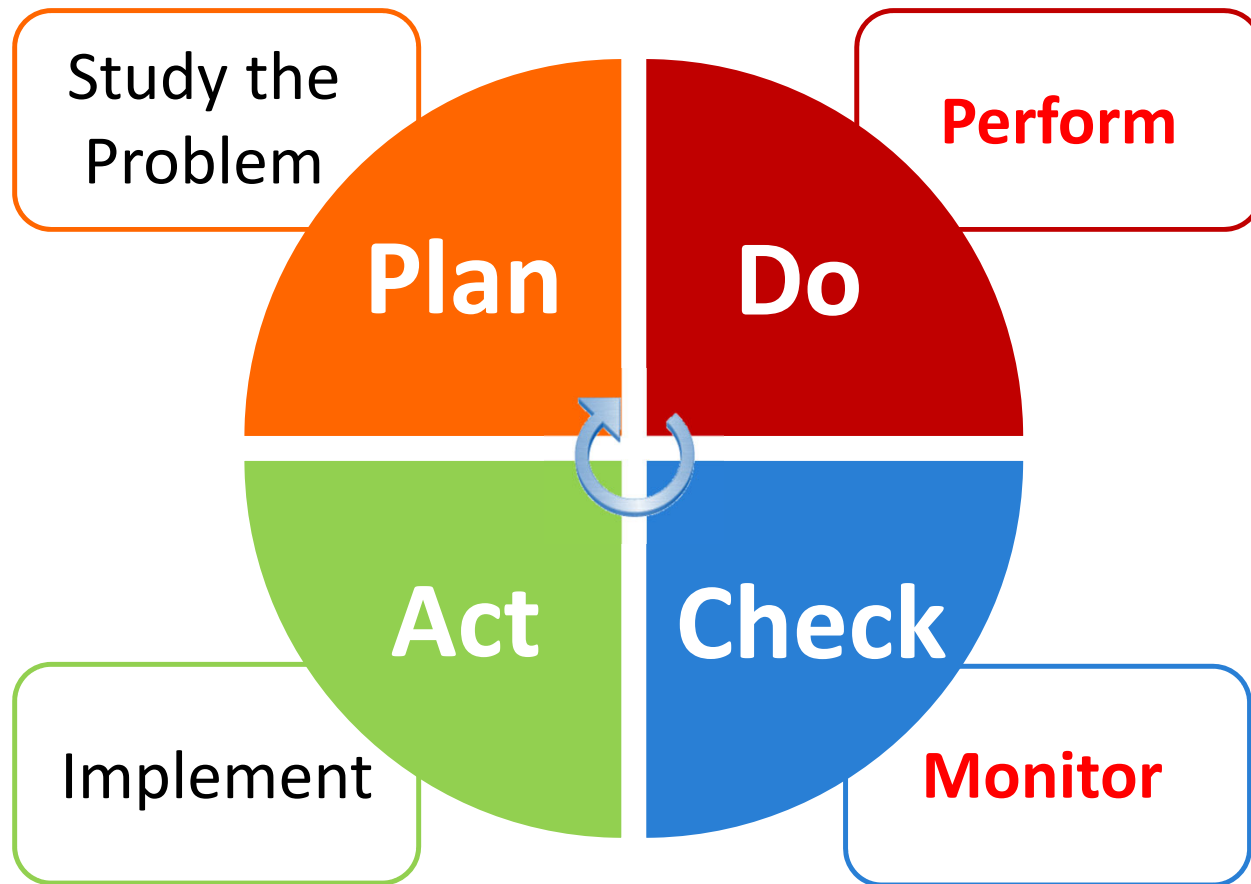 Study the
Problem
Perform
Plan
Do
Act
Check
Implement
Monitor